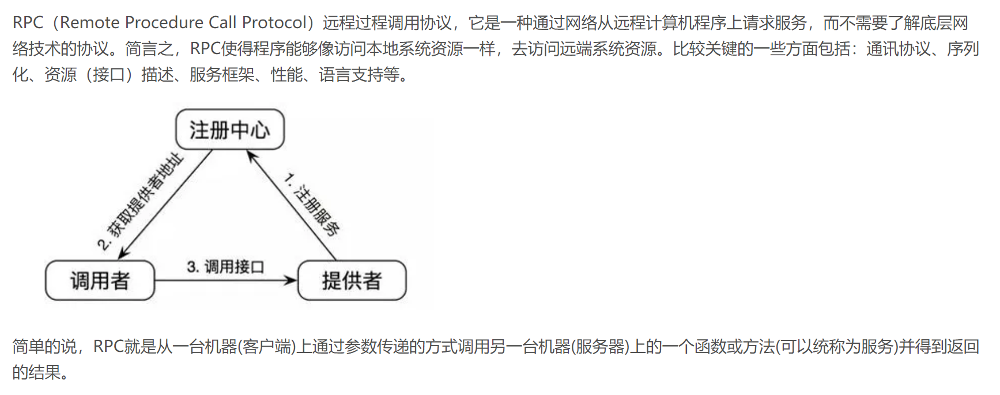 RPC（Remote Procedure Call Protocol）远程过程调用协议，它是一种通过网络从远程计算机程序上请求服务，而不需要了解底层网
络技术的协议。简言之，RPC使得程序能够像访问本地系统资源一样，去访问远端系统资源。比较关键的一些方面包括：通讯协议、序列
化、资源（接口）描述、服务框架、性能、语言支持等。
注册中心
2. 获取提供者地址
1. 注册服务
调用者
3. 调用接口
提供者
简单的说，RPC就是从一台机器(客户端)上通过参数传递的方式调用另一台机器(服务器)上的一个函数或方法(可以统称为服务)并得到返回
的结果。